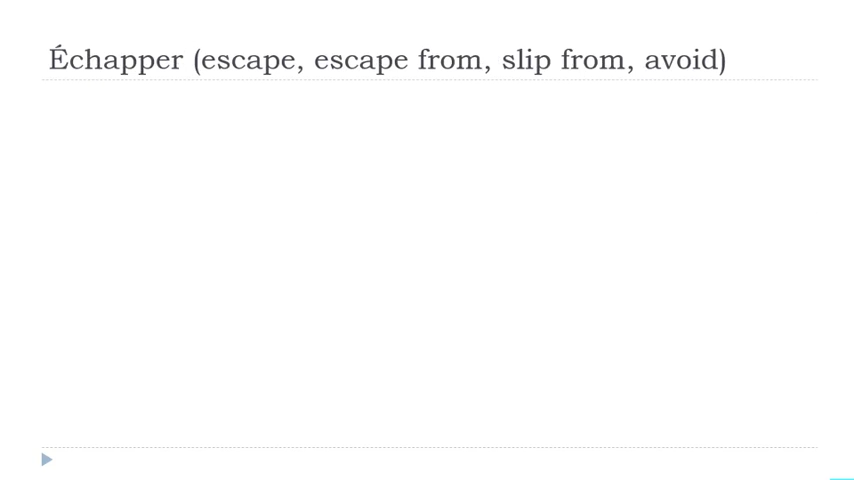 Échapper (escape, escape from, slip from, avoid)